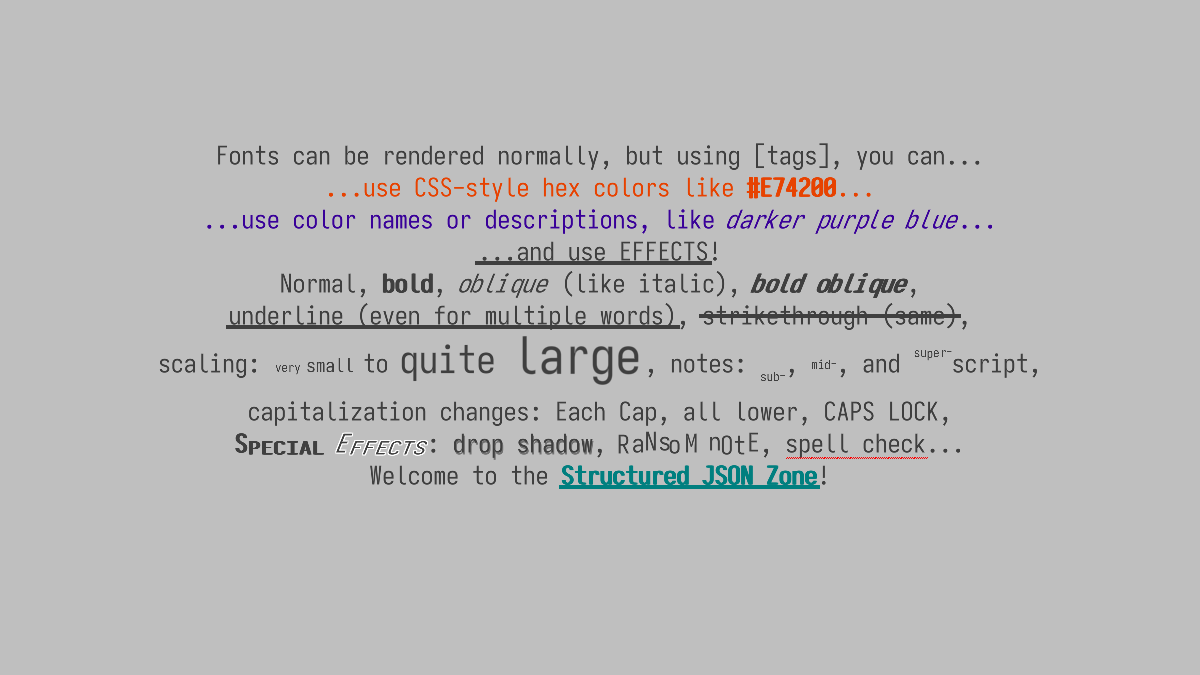 Fonts can be rendered normally, but using [tags], you can...
...use CSS-style hex colors like #E74200...
...use color names or descriptions, like darker purple blue...
...and use EFFECTS!
Normal, bold, oblique (like italic), bold oblique,
underline (even for multiple words), strikethrough (same),
scaling: very small to quite large, notes: sub-, mid-, and super-script,
capitalization changes: Each Cap, all lower, CAPS LOCK,
Special Effects: drop shadow, RaNsoM nOtE, spell check...
Welcome to the Structured JSON Zone!